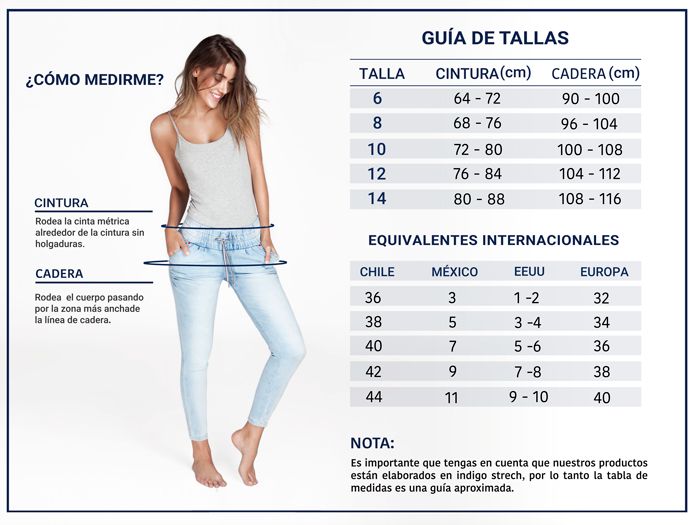 ¿CÓMO MEDIRME?
CINTURA
Rodea la cinta métrica
alrededor de la cintura sin
holgaduras.
CADERA
Rodea el cuerpo pasando
por la zona más anchade
la línea de cadera.
GUÍA DE TALLAS
TALLA CINTURA(cm) CADERA (cm)
6 64 - 72 90 - 100
8 68 - 76 96 - 104
10 72 - 80 100 - 108
12 76 - 84 104 - 112
14 80 - 88 108 - 116
EQUIVALENTES INTERNACIONALES
CHILE MÉXICO EEUU EUROPA
36 3 1 -2 32
38 5 3 -4 34
40 7 5 -6 36
42 9 7 -8 38
44 11 9 - 10 40
NOTA:
Es importante que tengas en cuenta que nuestros productos
están elaborados en indigo strech, por lo tanto la tabla de
medidas es una guía aproximada.